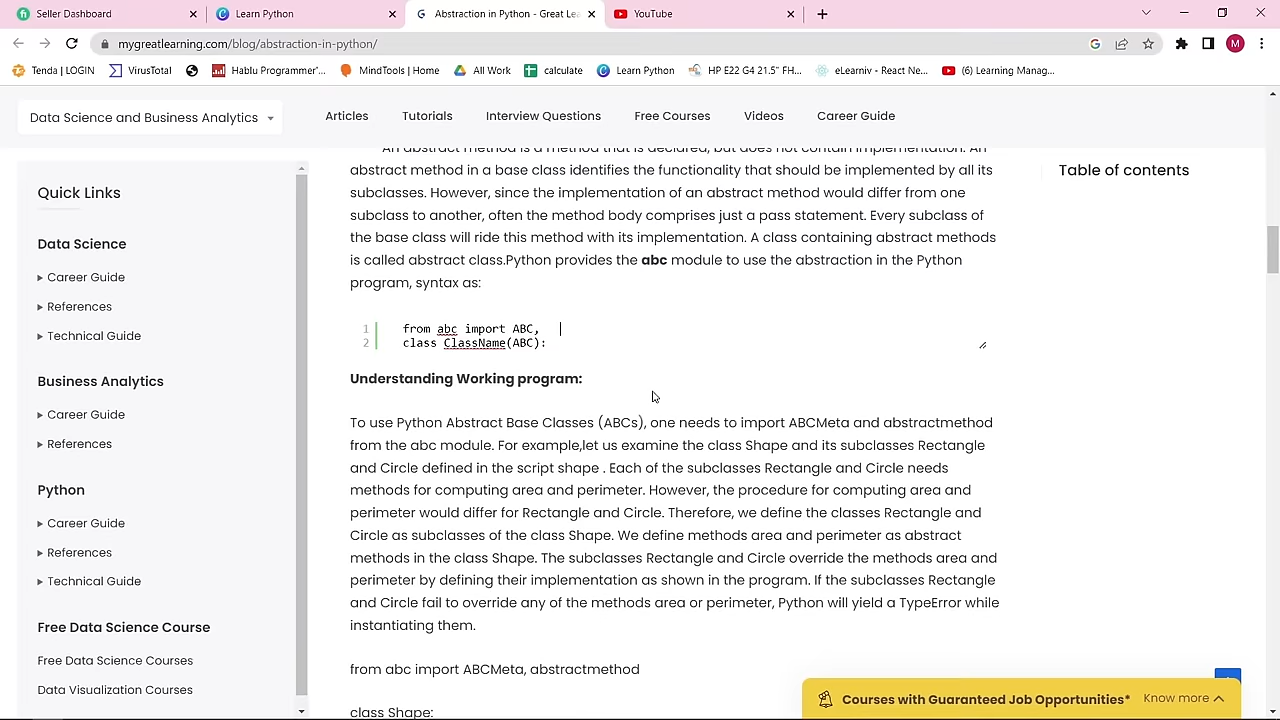 Seller Dashboard
Learn Python
Abstraction in Python - Great Le
YouTube
mygreatlearning.com/blog/abstraction-in-python/
Tenda | LOGIN
VirusTotal
Hablu Programmer'...
MindTools | Home
All Work
calculate
Learn Python
HP E22 G4 21.5" FH...
eLearniv - React Ne...
(6) Learning Manag...
Data Science and Business Analytics
Articles
Tutorials
Interview Questions
Free Courses
Videos
Career Guide
Quick Links
Data Science
Career Guide
References
Technical Guide
Business Analytics
Career Guide
References
Python
Career Guide
References
Technical Guide
Free Data Science Course
Free Data Science Courses
Data Visualization Courses
An abstract method is a method that is declared, but does not contain implementation. An
abstract method in a base class identifies the functionality that should be implemented by all its
subclasses. However, since the implementation of an abstract method would differ from one
subclass to another, often the method body comprises just a pass statement. Every subclass of
the base class will ride this method with its implementation. A class containing abstract methods
is called abstract class.Python provides the abc module to use the abstraction in the Python
program, syntax as:
1 from abc import ABC,
2 class ClassName(ABC):
Understanding Working program:
To use Python Abstract Base Classes (ABCs), one needs to import ABCMeta and abstractmethod
from the abc module. For example,let us examine the class Shape and its subclasses Rectangle
and Circle defined in the script shape . Each of the subclasses Rectangle and Circle needs
methods for computing area and perimeter. However, the procedure for computing area and
perimeter would differ for Rectangle and Circle. Therefore, we define the classes Rectangle and
Circle as subclasses of the class Shape. We define methods area and perimeter as abstract
methods in the class Shape. The subclasses Rectangle and Circle override the methods area and
perimeter by defining their implementation as shown in the program. If the subclasses Rectangle
and Circle fail to override any of the methods area or perimeter, Python will yield a TypeError while
instantiating them.
from abc import ABCMeta, abstractmethod
class Shape:
Table of contents
Courses with Guaranteed Job Opportunities*
Know more